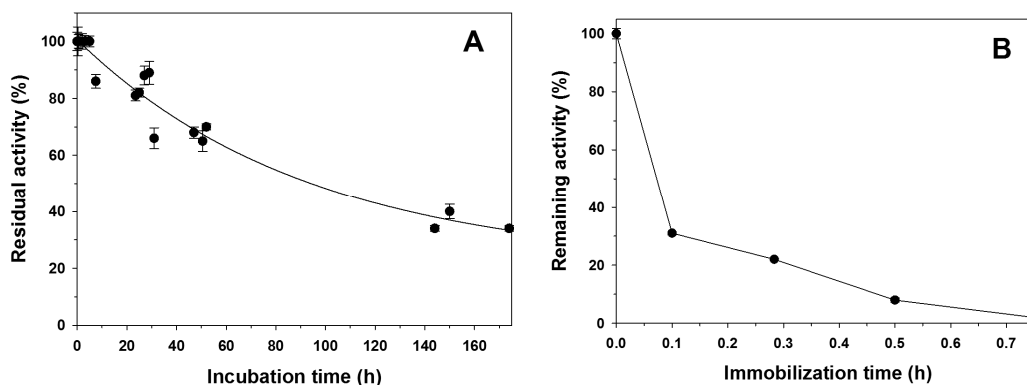 A
Residual activity (%)
100
80
60
40
20
0
0 20 40 60 80 100 120 140 160
Incubation time (h)
B
Remaining activity (%)
100
80
60
40
20
0
0.0 0.1 0.2 0.3 0.4 0.5 0.6 0.7
Immobilization time (h)